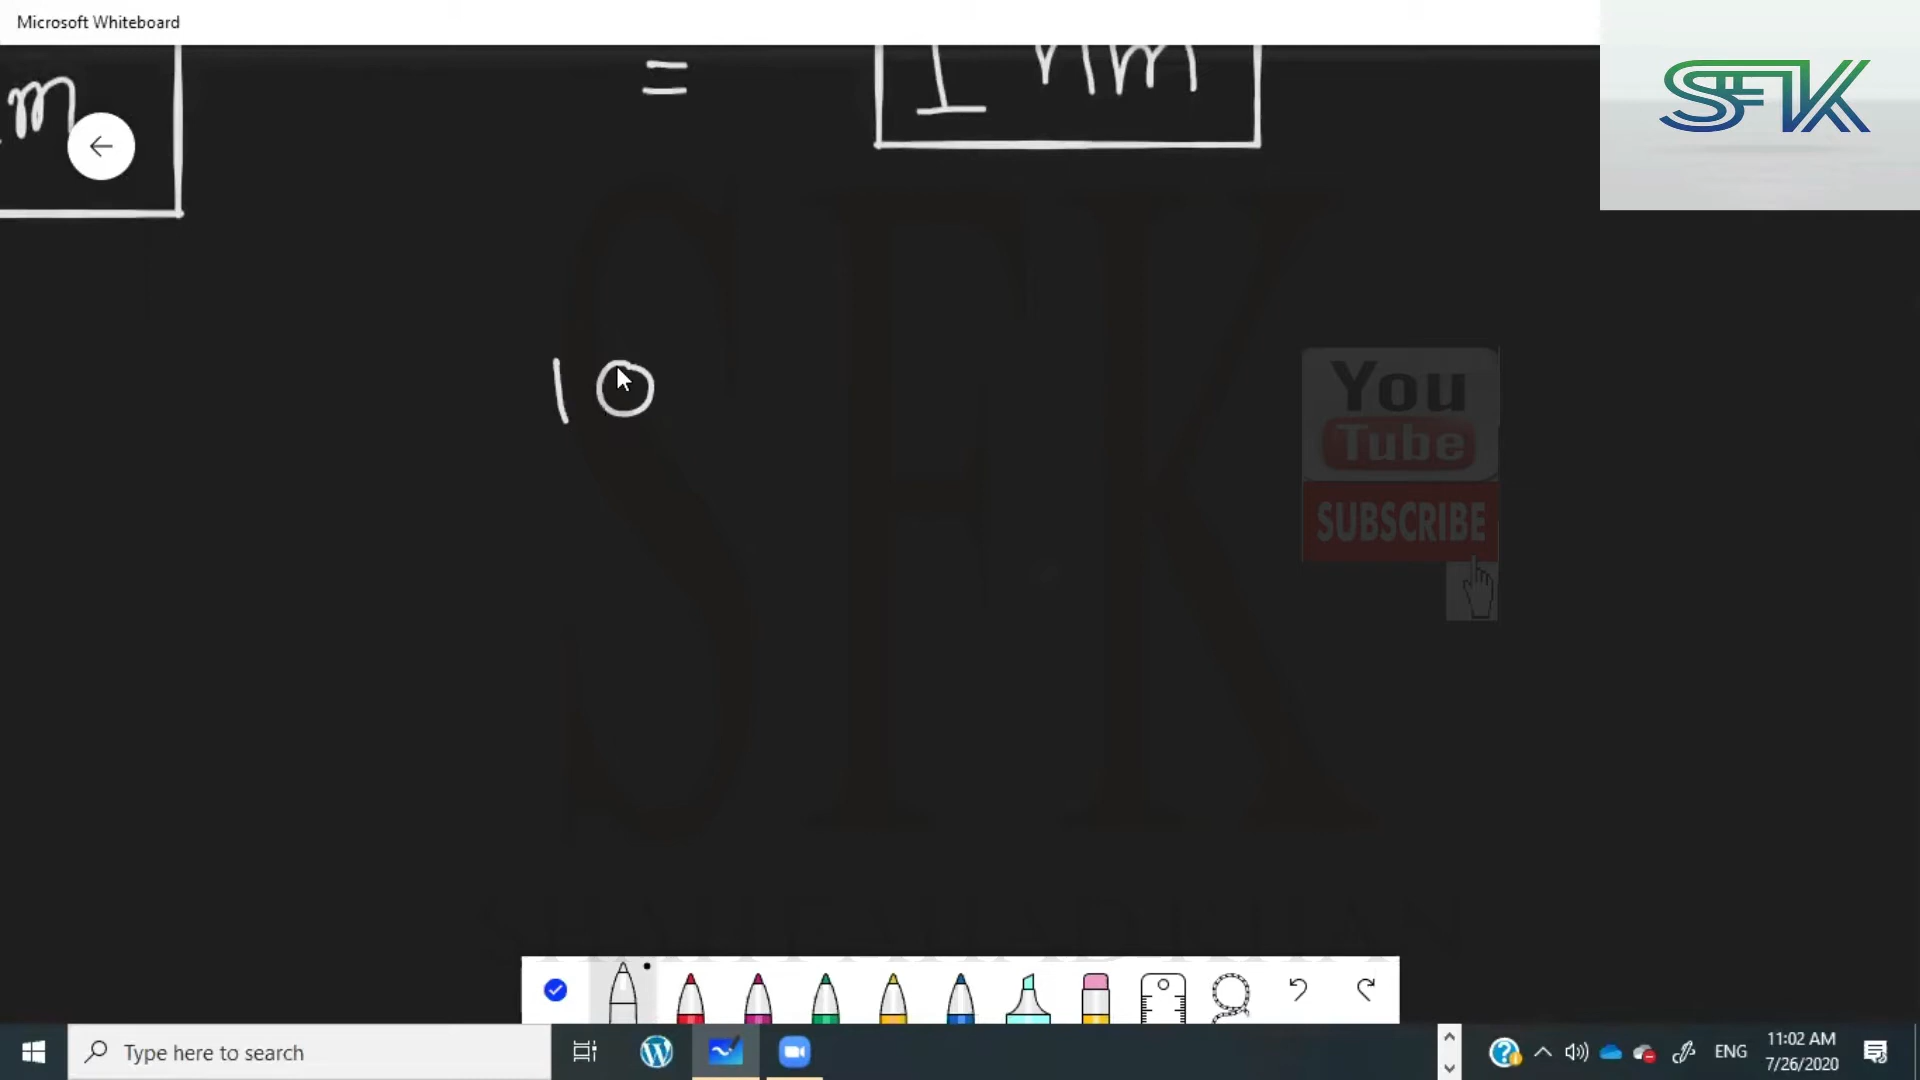 Microsoft Whiteboard
m
= 1 nm
SFK
10
You
Tube
SUBSCRIBE
SFK
Type here to search
ENG
11:02 AM
7/26/2020